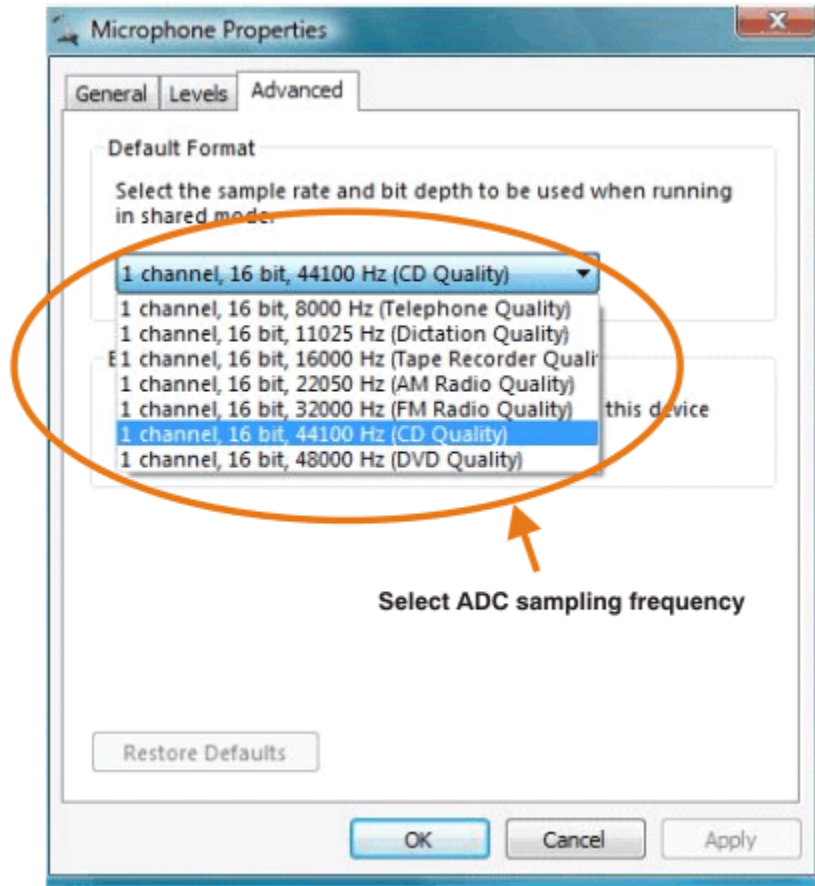 Microphone Properties
General Levels Advanced
Default Format
Select the sample rate and bit depth to be used when running
in shared mode.
1 channel, 16 bit, 44100 Hz (CD Quality)
1 channel, 16 bit, 8000 Hz (Telephone Quality)
1 channel, 16 bit, 11025 Hz (Dictation Quality)
1 channel, 16 bit, 16000 Hz (Tape Recorder Quali
1 channel, 16 bit, 22050 Hz (AM Radio Quality)
1 channel, 16 bit, 32000 Hz (FM Radio Quality) this device
1 channel, 16 bit, 44100 Hz (CD Quality)
1 channel, 16 bit, 48000 Hz (DVD Quality)
Select ADC sampling frequency
Restore Defaults
OK Cancel Apply